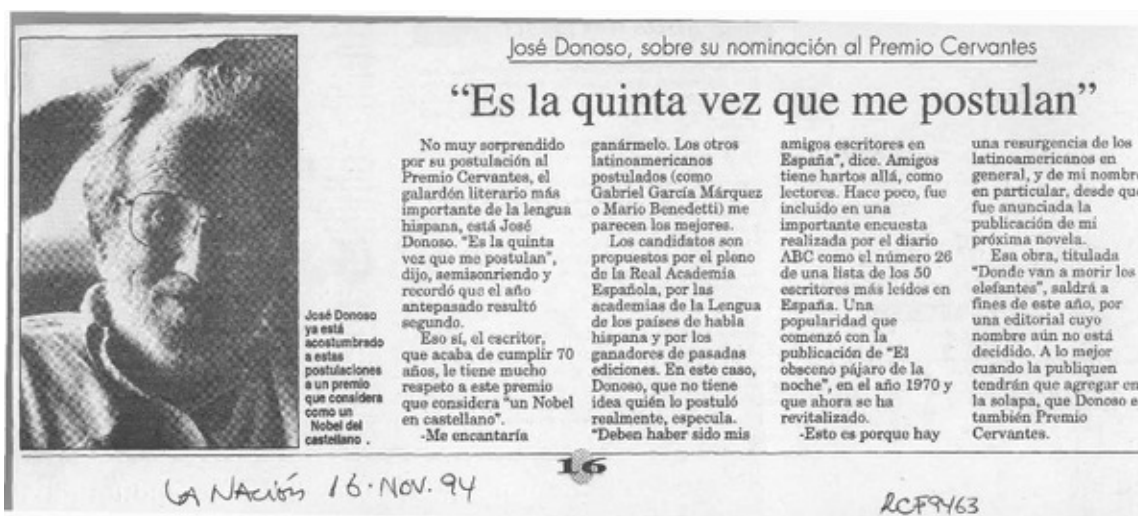 José Donoso, sobre su nominación al Premio Cervantes
“Es la quinta vez que me postulan”
José Donoso
ya está
acostumbrado
a estas
postulaciones
a un premio
que considera
como un
Nobel del
castellano .
No muy sorprendido
por su postulación al
Premio Cervantes, el
galardón literario más
importante de la lengua
hispana, está José
Donoso. “Es la quinta
vez que me postulan”,
dijo, semisonriendo y
recordó que el año
antepasado resultó
segundo.
Eso sí, el escritor,
que acaba de cumplir 70
años, le tiene mucho
respeto a este premio
que considera “un Nobel
en castellano”.
-Me encantaría
ganármelo. Los otros
latinoamericanos
postulados (como
Gabriel García Márquez
o Mario Benedetti) me
parecen los mejores.
Los candidatos son
propuestos por el pleno
de la Real Academia
Española, por las
academias de la Lengua
de los países de habla
hispana y por los
ganadores de pasadas
ediciones. En este caso,
Donoso, que no tiene
idea quién lo postuló
realmente, especula.
“Deben haber sido mis
amigos escritores en
España”, dice. Amigos
tiene hartos allá, como
lectores. Hace poco, fue
incluido en una
importante encuesta
realizada por el diario
ABC como el número 26
de una lista de los 50
escritores más leídos en
España. Una
popularidad que
comenzó con la
publicación de “El
obsceno pájaro de la
noche”, en el año 1970 y
que ahora se ha
revitalizado.
-Esto es porque hay
una resurgencia de los
latinoamericanos en
general, y de mi nombre
en particular, desde que
fue anunciada la
publicación de mi
próxima novela.
Esa obra, titulada
“Donde van a morir los
elefantes”, saldrá a
fines de este año, por
una editorial cuyo
nombre aún no está
decidido. A lo mejor
cuando la publiquen
tendrán que agregar en
la solapa, que Donoso e
también Premio
Cervantes.
16
LA NACIÓN 16·NOV.94
RCF9463